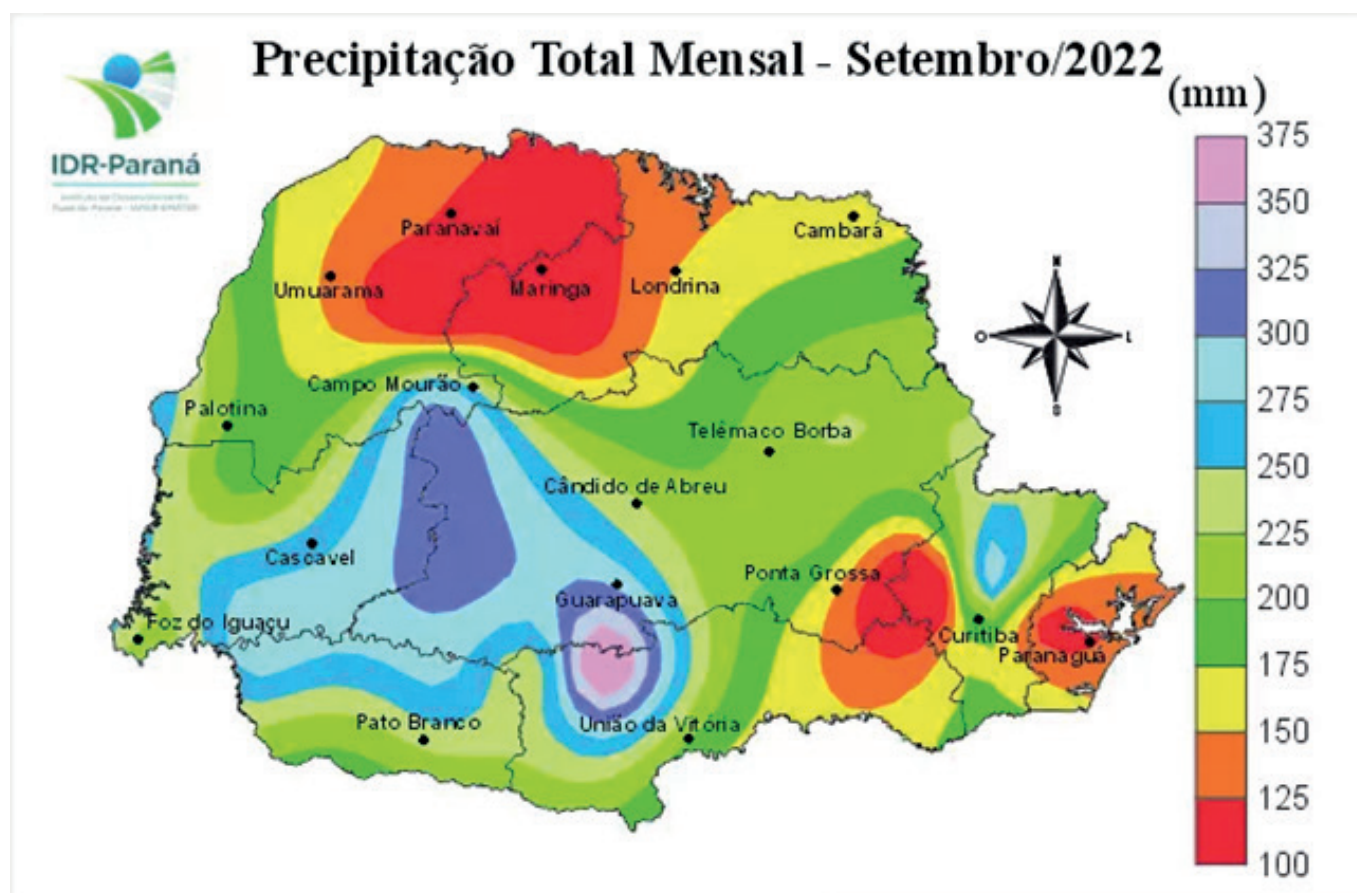 Precipitação Total Mensal - Setembro/2022
(mm)
IDR-Paraná
375
350
325
300
275
250
225
200
175
150
125
100
N
O
L
S
Paranavaí
Cambará
Umuarama
Maringa
Londrina
Campo Mourão
Palotina
Telêmaco Borba
Cândido de Abreu
Cascavel
Ponta Grossa
Guarapuava
Foz do Iguaçu
Curitiba
Paranaguá
Pato Branco
União da Vitória